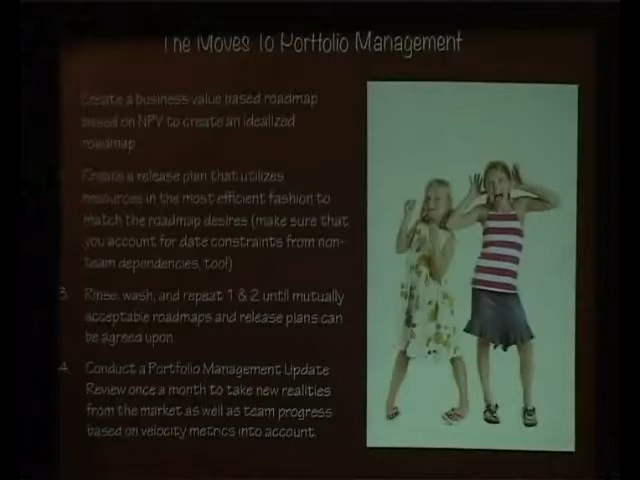 The Moves To Portfolio Management
Create a business value based roadmap
based on NPV to create an idealized
roadmap
Create a release plan that utilizes
resources in the most efficient fashion to
match the roadmap desires (make sure that
you account for date constraints from non-
team dependencies, too!)
3. Rinse, wash, and repeat 1 & 2 until mutually
acceptable roadmaps and release plans can
be agreed upon
4. Conduct a Portfolio Management Update
Review once a month to take new realities
from the market as well as team progress
based on velocity metrics into account.